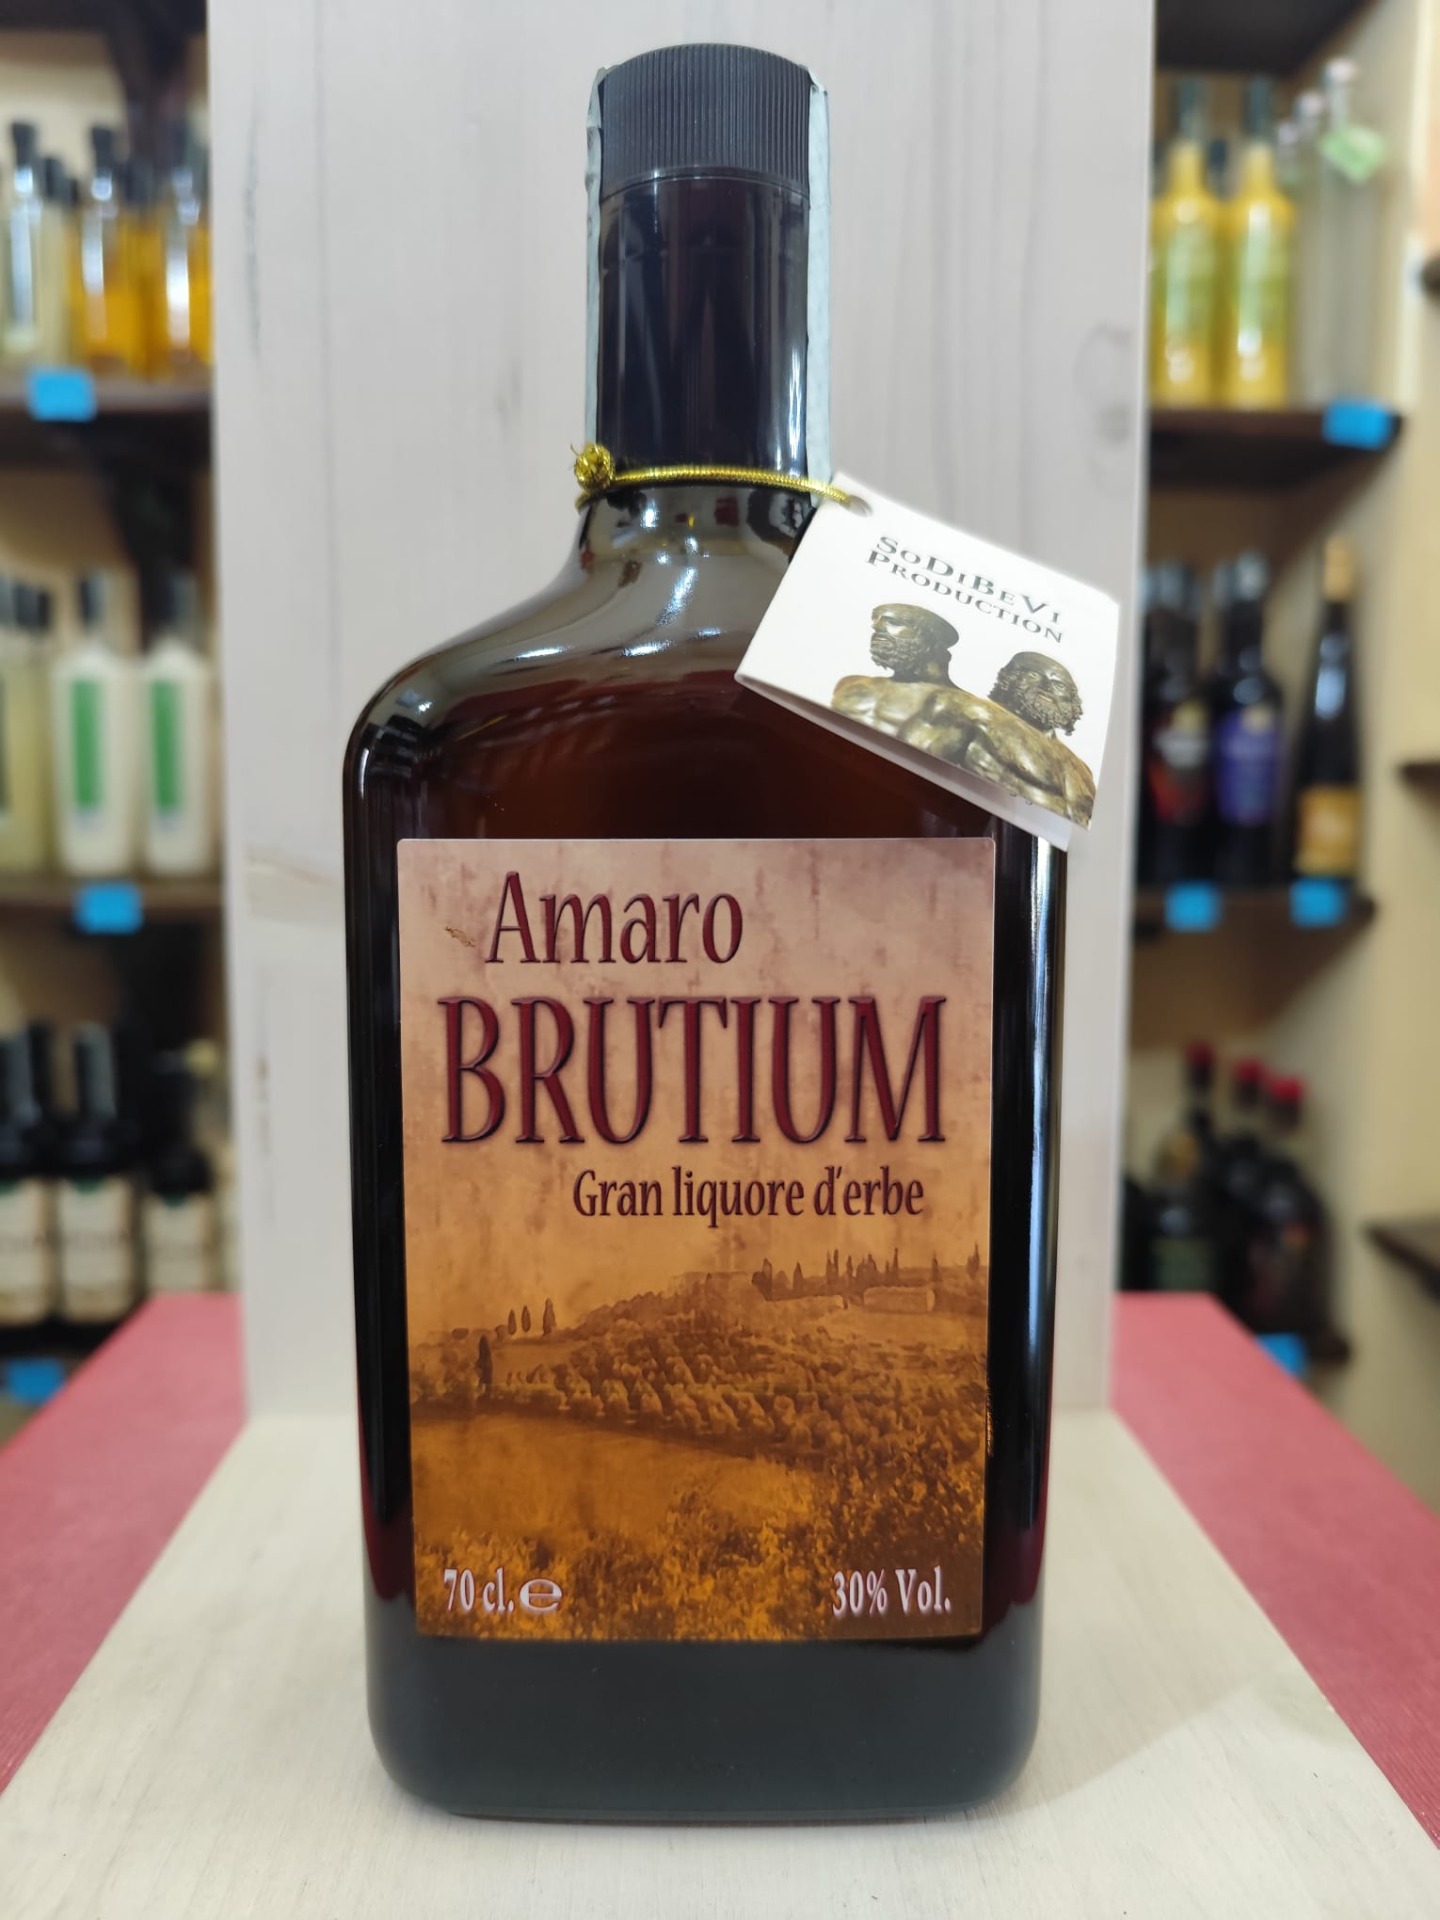 SoDiBeVi
Production
Amaro
BRUTIUM
Gran liquore d'erbe
70 cl. e
30% Vol.